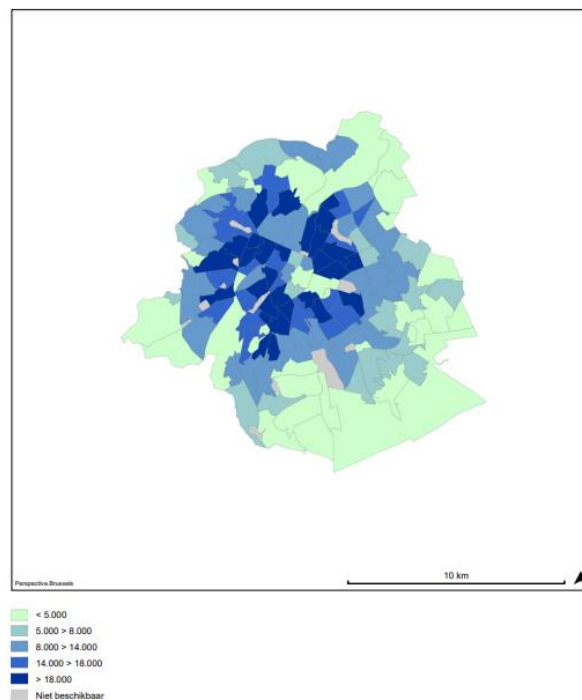 Perspective.Brussels
10 km
< 5.000
5.000 > 8.000
8.000 > 14.000
14.000 > 18.000
> 18.000
Niet beschikbaar